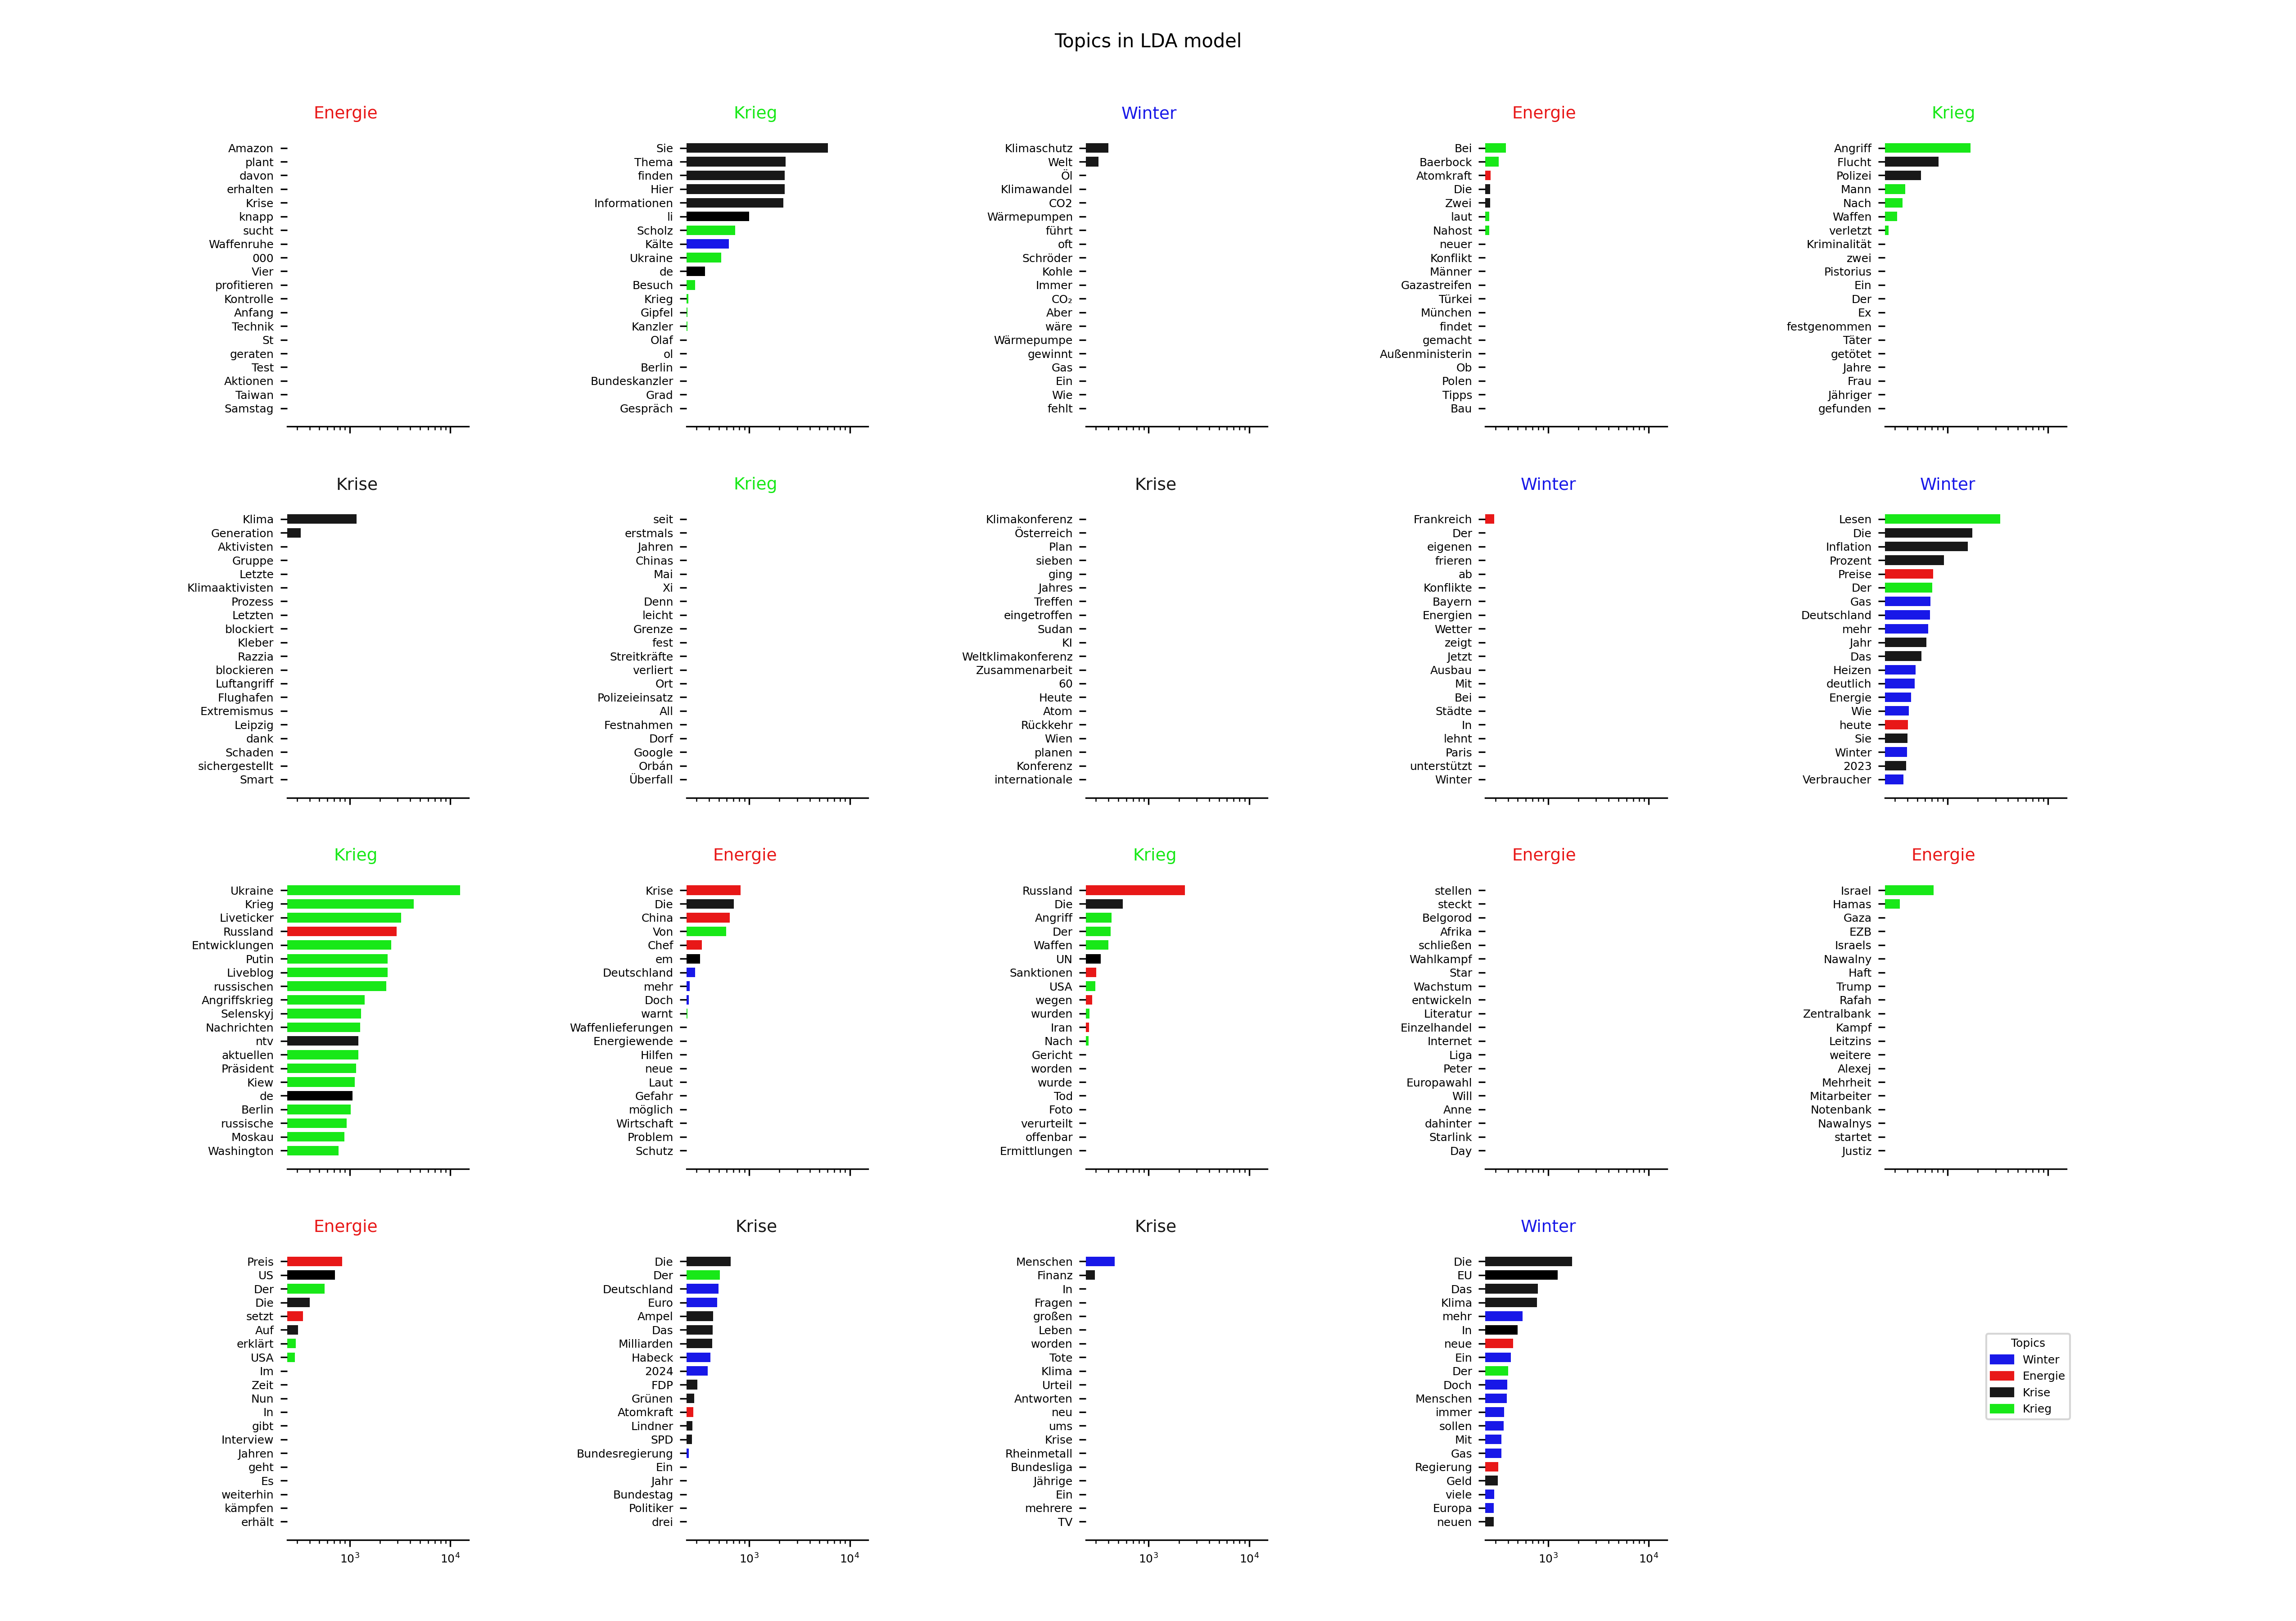 Topics in LDA model
Energie
Amazon
plant
davon
erhalten
Krise
knapp
sucht
Waffenruhe
000
Vier
profitieren
Kontrolle
Anfang
Technik
St
geraten
Test
Aktionen
Taiwan
Samstag
Krieg
Sie
Thema
finden
Hier
Informationen
li
Scholz
Kälte
Ukraine
de
Besuch
Krieg
Gipfel
Kanzler
Olaf
ol
Berlin
Bundeskanzler
Grad
Gespräch
Winter
Klimaschutz
Welt
Öl
Klimawandel
CO2
Wärmepumpen
führt
oft
Schröder
Kohle
Immer
CO₂
Aber
wäre
Wärmepumpe
gewinnt
Gas
Ein
Wie
fehlt
Energie
Bei
Baerbock
Atomkraft
Die
Zwei
laut
Nahost
neuer
Konflikt
Männer
Gazastreifen
Türkei
München
findet
gemacht
Außenministerin
Ob
Polen
Tipps
Bau
Krieg
Angriff
Flucht
Polizei
Mann
Nach
Waffen
verletzt
Kriminalität
zwei
Pistorius
Ein
Der
Ex
festgenommen
Täter
getötet
Jahre
Frau
Jähriger
gefunden
Krise
Klima
Generation
Aktivisten
Gruppe
Letzte
Klimaaktivisten
Prozess
Letzten
blockiert
Kleber
Razzia
blockieren
Luftangriff
Flughafen
Extremismus
Leipzig
dank
Schaden
sichergestellt
Smart
Krieg
seit
erstmals
Jahren
Chinas
Mai
Xi
Denn
leicht
Grenze
fest
Streitkräfte
verliert
Ort
Polizeieinsatz
All
Festnahmen
Dorf
Google
Orbán
Überfall
Krise
Klimakonferenz
Österreich
Plan
sieben
ging
Jahres
Treffen
eingetroffen
Sudan
KI
Weltklimakonferenz
Zusammenarbeit
60
Heute
Atom
Rückkehr
Wien
planen
Konferenz
internationale
Winter
Frankreich
Der
eigenen
frieren
ab
Konflikte
Bayern
Energien
Wetter
zeigt
Jetzt
Ausbau
Mit
Bei
Städte
In
lehnt
Paris
unterstützt
Winter
Winter
Lesen
Die
Inflation
Prozent
Preise
Der
Gas
Deutschland
mehr
Jahr
Das
Heizen
deutlich
Energie
Wie
heute
Sie
Winter
2023
Verbraucher
Krieg
Ukraine
Krieg
Liveticker
Russland
Entwicklungen
Putin
Liveblog
russischen
Angriffskrieg
Selenskyj
Nachrichten
ntv
aktuellen
Präsident
Kiew
de
Berlin
russische
Moskau
Washington
Energie
Krise
Die
China
Von
Chef
em
Deutschland
mehr
Doch
warnt
Waffenlieferungen
Energiewende
Hilfen
neue
Laut
Gefahr
möglich
Wirtschaft
Problem
Schutz
Krieg
Russland
Die
Angriff
Der
Waffen
UN
Sanktionen
USA
wegen
wurden
Iran
Nach
Gericht
worden
wurde
Tod
Foto
verurteilt
offenbar
Ermittlungen
Energie
stellen
steckt
Belgorod
Afrika
schließen
Wahlkampf
Star
Wachstum
entwickeln
Literatur
Einzelhandel
Internet
Liga
Peter
Europawahl
Will
Anne
dahinter
Starlink
Day
Energie
Israel
Hamas
Gaza
EZB
Israels
Nawalny
Haft
Trump
Rafah
Zentralbank
Kampf
Leitzins
weitere
Alexej
Mehrheit
Mitarbeiter
Notenbank
Nawalnys
startet
Justiz
Energie
Preis
US
Der
Die
setzt
Auf
erklärt
USA
Im
Zeit
Nun
In
gibt
Interview
Jahren
geht
Es
weiterhin
kämpfen
erhält
10³ 10⁴
Krise
Die
Der
Deutschland
Euro
Ampel
Das
Milliarden
Habeck
2024
FDP
Grünen
Atomkraft
Lindner
SPD
Bundesregierung
Ein
Jahr
Bundestag
Politiker
drei
10³ 10⁴
Krise
Menschen
Finanz
In
Fragen
großen
Leben
worden
Tote
Klima
Urteil
Antworten
neu
ums
Krise
Rheinmetall
Bundesliga
Jährige
Ein
mehrere
TV
10³ 10⁴
Winter
Die
EU
Das
Klima
mehr
In
neue
Ein
Der
Doch
Menschen
immer
sollen
Mit
Gas
Regierung
Geld
viele
Europa
neuen
10³ 10⁴
Topics
Winter
Energie
Krise
Krieg